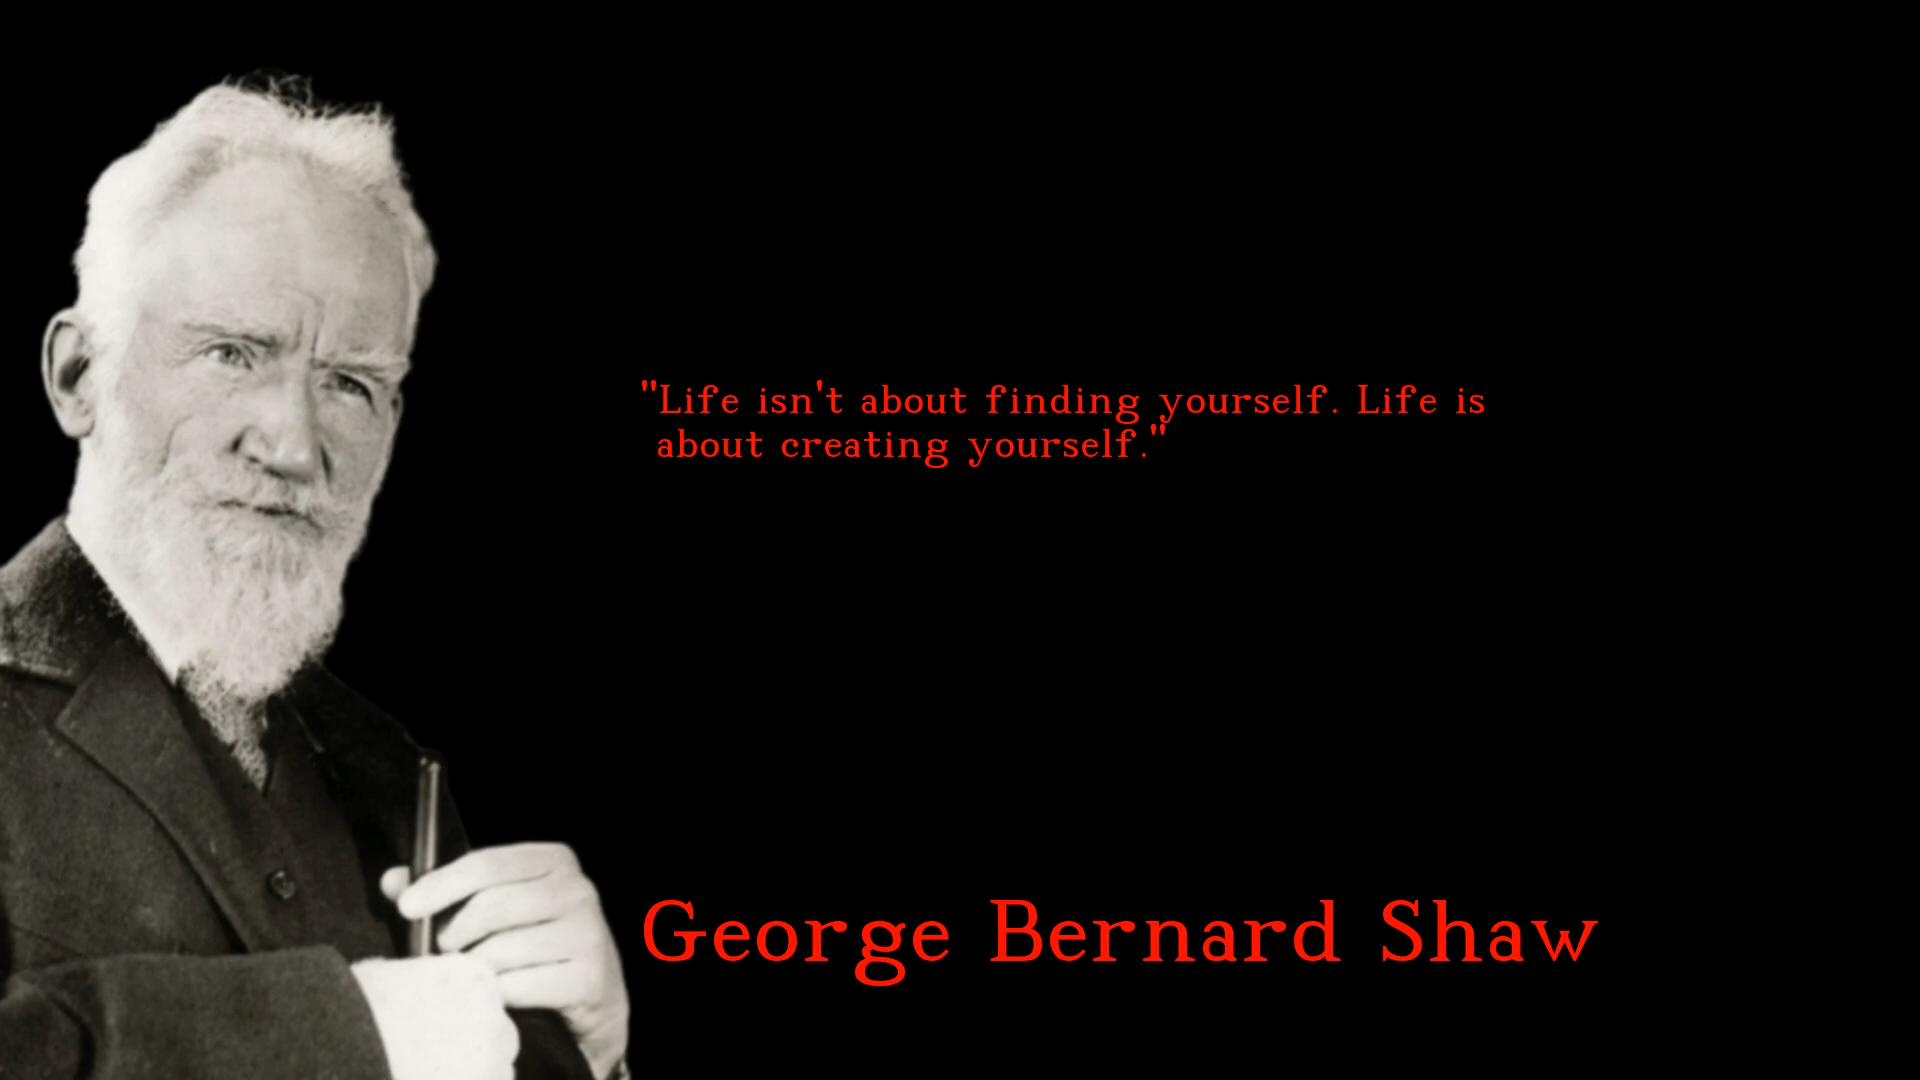 "Life isn't about finding yourself. Life is
about creating yourself."
George Bernard Shaw